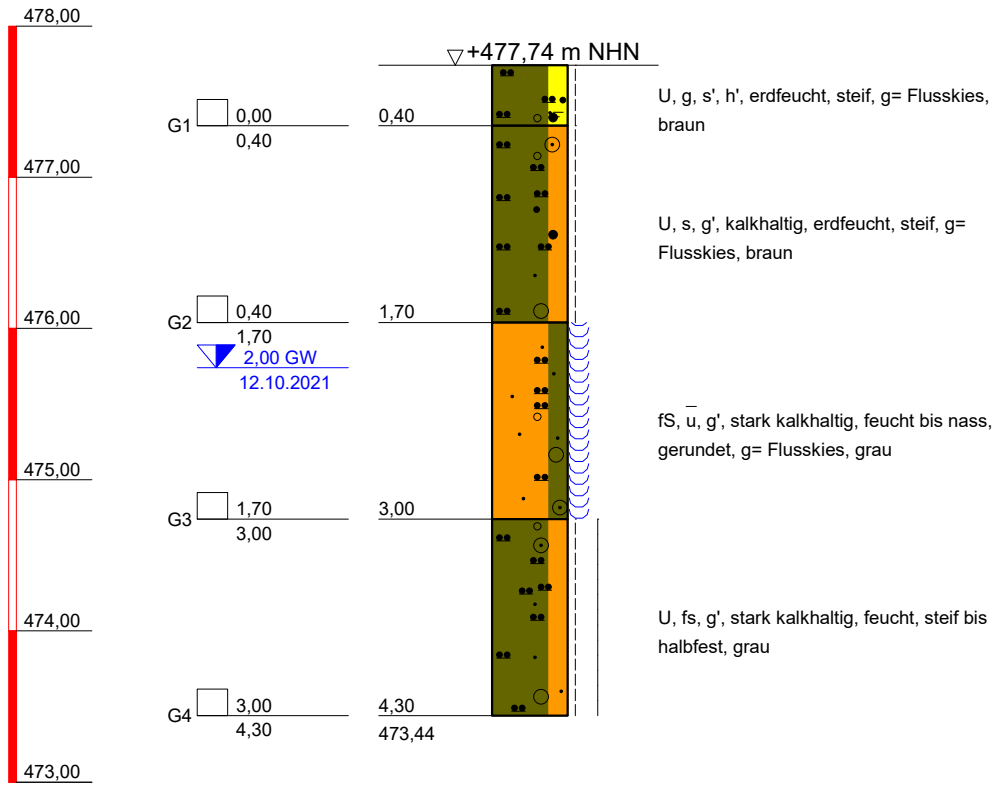 478,00
+477,74 m NHN
U, g, s', h', erdfeucht, steif, g= Flusskies,
braun
G1 0,00 0,40
0,40
477,00
U, s, g', kalkhaltig, erdfeucht, steif, g=
Flusskies, braun
476,00
G2 0,40 1,70
1,70
2,00 GW
12.10.2021
fS, u̅, g', stark kalkhaltig, feucht bis nass,
gerundet, g= Flusskies, grau
475,00
G3 1,70 3,00
3,00
474,00
U, fs, g', stark kalkhaltig, feucht, steif bis
halbfest, grau
G4 3,00 4,30
4,30 473,44
473,00